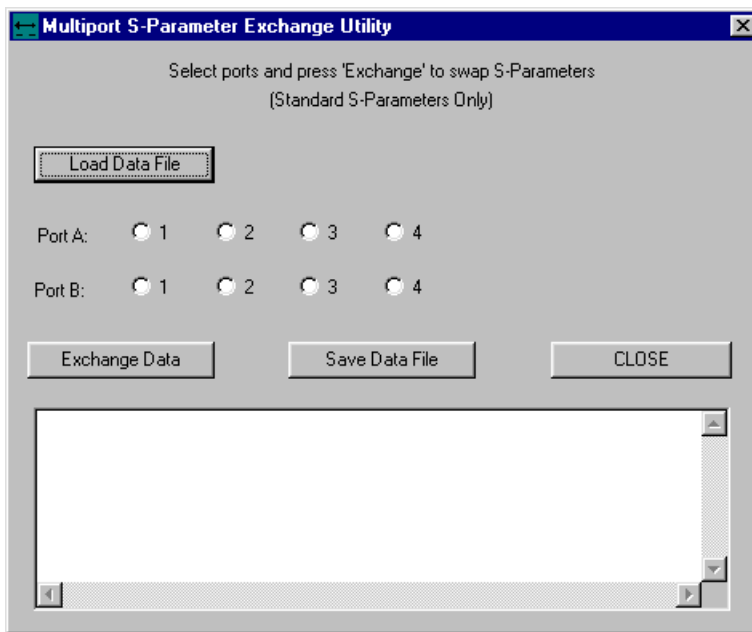 Multiport S-Parameter Exchange Utility
Select ports and press 'Exchange' to swap S-Parameters
(Standard S-Parameters Only)
Load Data File
Port A: 1 2 3 4
Port B: 1 2 3 4
Exchange Data Save Data File CLOSE